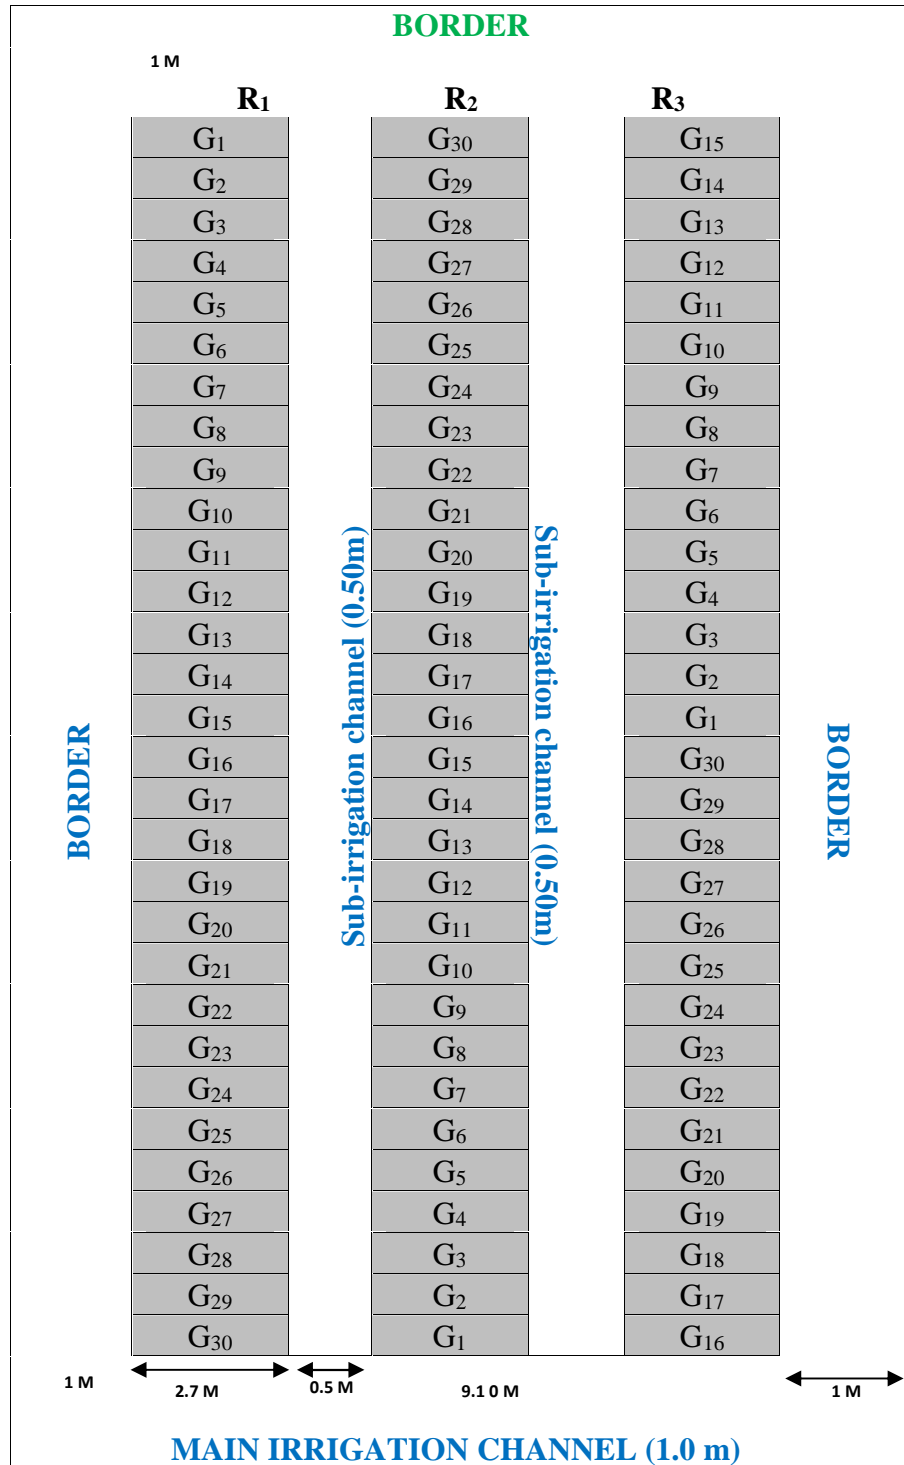 BORDER
1 M
R₁ R₂ R₃
G₁ G₃₀ G₁₅
G₂ G₂₉ G₁₄
G₃ G₂₈ G₁₃
G₄ G₂₇ G₁₂
G₅ G₂₆ G₁₁
G₆ G₂₅ G₁₀
G₇ G₂₄ G₉
G₈ G₂₃ G₈
G₉ G₂₂ G₇
G₁₀ G₂₁ G₆
G₁₁ G₂₀ G₅
G₁₂ G₁₉ G₄
G₁₃ G₁₈ G₃
G₁₄ G₁₇ G₂
G₁₅ G₁₆ G₁
G₁₆ G₁₅ G₃₀
G₁₇ G₁₄ G₂₉
G₁₈ G₁₃ G₂₈
G₁₉ G₁₂ G₂₇
G₂₀ G₁₁ G₂₆
G₂₁ G₁₀ G₂₅
G₂₂ G₉ G₂₄
G₂₃ G₈ G₂₃
G₂₄ G₇ G₂₂
G₂₅ G₆ G₂₁
G₂₆ G₅ G₂₀
G₂₇ G₄ G₁₉
G₂₈ G₃ G₁₈
G₂₉ G₂ G₁₇
G₃₀ G₁ G₁₆
BORDER
Sub-irrigation channel (0.50m)
Sub-irrigation channel (0.50m)
BORDER
1 M 2.7 M 0.5 M 9.1 0 M 1 M
MAIN IRRIGATION CHANNEL (1.0 m)